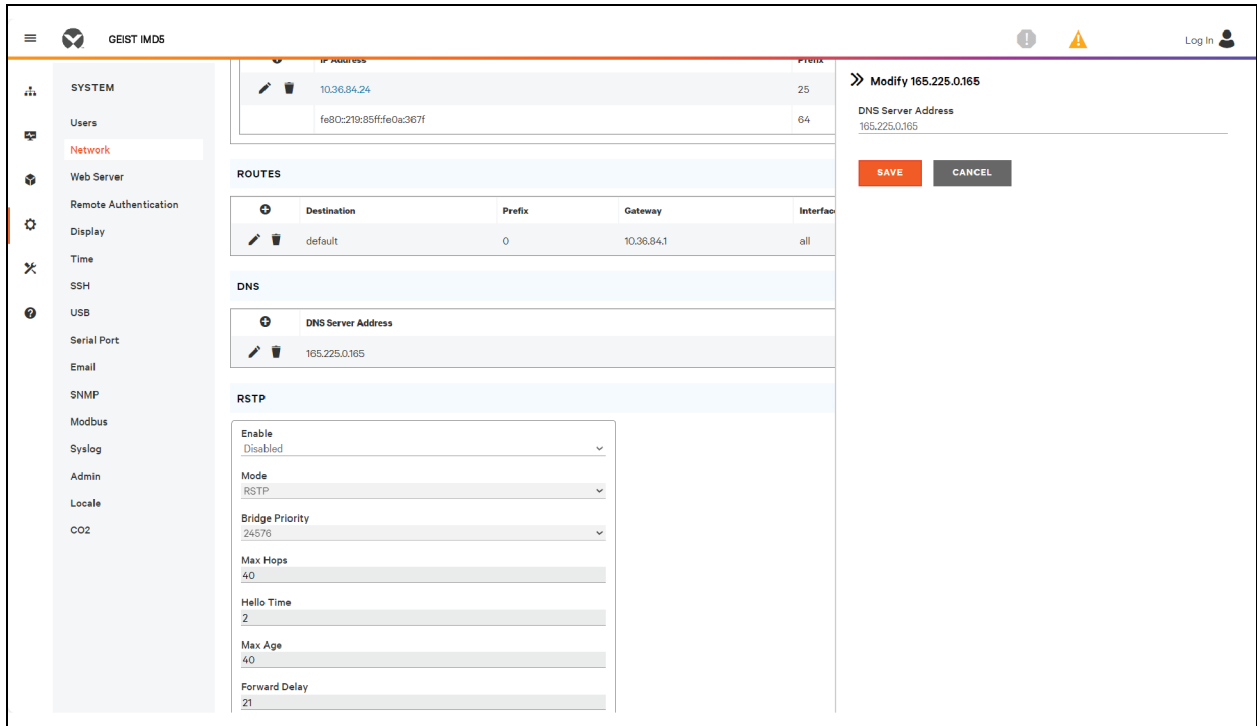 GEIST IMD5
Log In
SYSTEM
Users
Network
Web Server
Remote Authentication
Display
Time
SSH
USB
Serial Port
Email
SNMP
Modbus
Syslog
Admin
Locale
CO2
IP Address Prefix
10.36.84.24 25
fe80::219:85ff:fe0a:367f 64
ROUTES
Destination Prefix Gateway Interfac
default 0 10.36.84.1 all
DNS
DNS Server Address
165.225.0.165
RSTP
Enable
Disabled
Mode
RSTP
Bridge Priority
24576
Max Hops
40
Hello Time
2
Max Age
40
Forward Delay
21
Modify 165.225.0.165
DNS Server Address
165.225.0.165
SAVE CANCEL